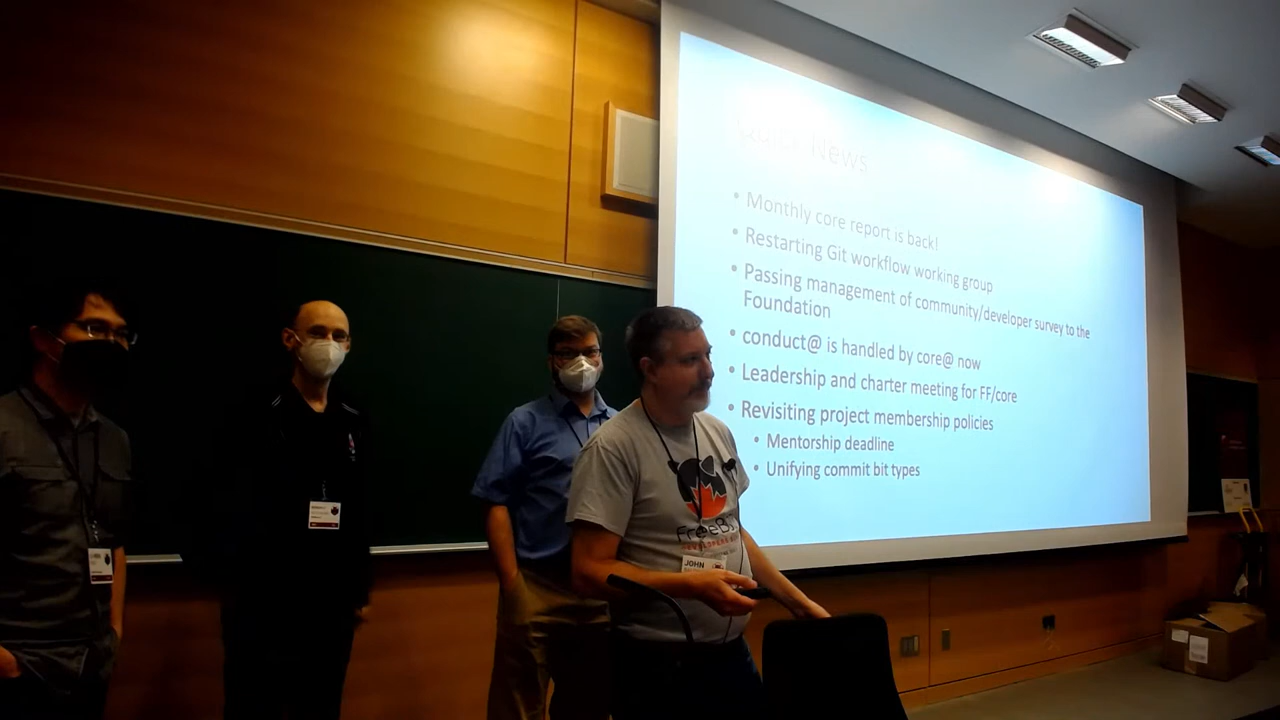 Quick News
• Monthly core report is back!
• Restarting Git workflow working group
• Passing management of community/developer survey to the
Foundation
• conduct@ is handled by core@ now
• Leadership and charter meeting for FF/core
• Revisiting project membership policies
• Mentorship deadline
• Unifying commit bit types
JOHN